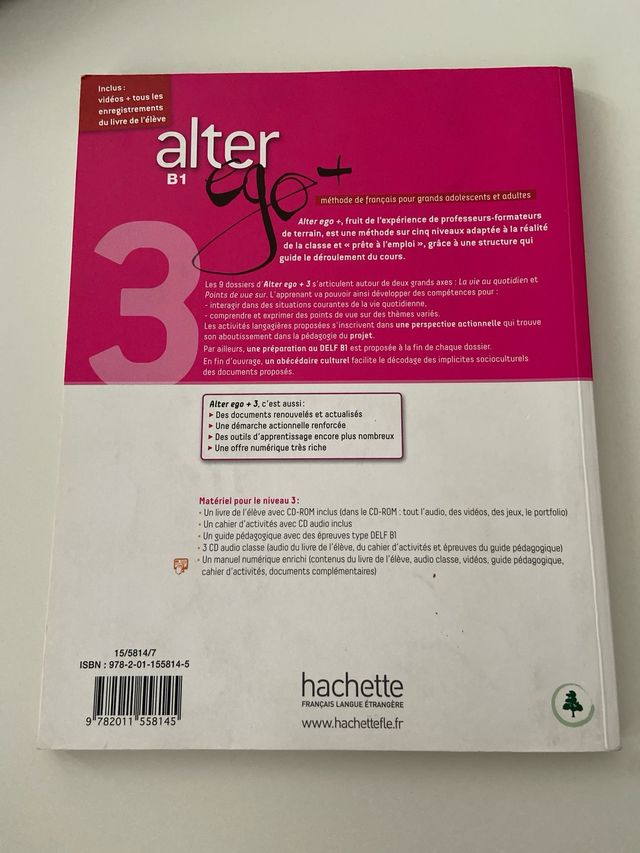 Inclus :
vidéos + tous les
enregistrements
du livre de l'élève
alter
ego +
B1
3
méthode de français pour grands adolescents et adultes
Alter ego +, fruit de l'expérience de professeurs-formateurs
de terrain, est une méthode sur cinq niveaux adaptée à la réalité
de la classe et « prête à l'emploi », grâce à une structure qui
guide le déroulement du cours.
Les 9 dossiers d'Alter ego + 3 s'articulent autour de deux grands axes : La vie au quotidien et
Points de vue sur. L'apprenant va pouvoir ainsi développer des compétences pour :
- interagir dans des situations courantes de la vie quotidienne,
- comprendre et exprimer des points de vue sur des thèmes variés.
Les activités langagières proposées s'inscrivent dans une perspective actionnelle qui trouve
son aboutissement dans la pédagogie du projet.
Par ailleurs, une préparation au DELF B1 est proposée à la fin de chaque dossier.
En fin d'ouvrage, un abécédaire culturel facilite le décodage des implicites socioculturels
des documents proposés.
Alter ego + 3, c'est aussi :
▸ Des documents renouvelés et actualisés
▸ Une démarche actionnelle renforcée
▸ Des outils d'apprentissage encore plus nombreux
▸ Une offre numérique très riche
Matériel pour le niveau 3 :
• Un livre de l'élève avec CD-ROM inclus (dans le CD-ROM : tout l'audio, des vidéos, des jeux, le portfolio)
• Un cahier d'activités avec CD audio inclus
• Un guide pédagogique avec des épreuves type DELF B1
• 3 CD audio classe (audio du livre de l'élève, du cahier d'activités et épreuves du guide pédagogique)
• Un manuel numérique enrichi (contenus du livre de l'élève, audio classe, vidéos, guide pédagogique,
cahier d'activités, documents complémentaires)
15/5814/7
ISBN : 978-2-01-155814-5
9 782011 558145
hachette
FRANÇAIS LANGUE ÉTRANGÈRE
www.hachettefle.fr